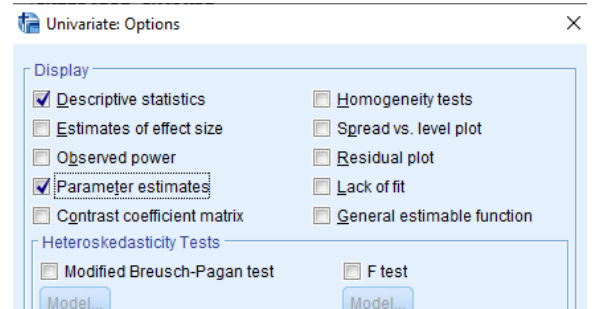 Univariate: Options
Display
Descriptive statistics
Homogeneity tests
Estimates of effect size
Spread vs. level plot
Observed power
Residual plot
Parameter estimates
Lack of fit
Contrast coefficient matrix
General estimable function
Heteroskedasticity Tests
Modified Breusch-Pagan test
F test
Model...
Model...